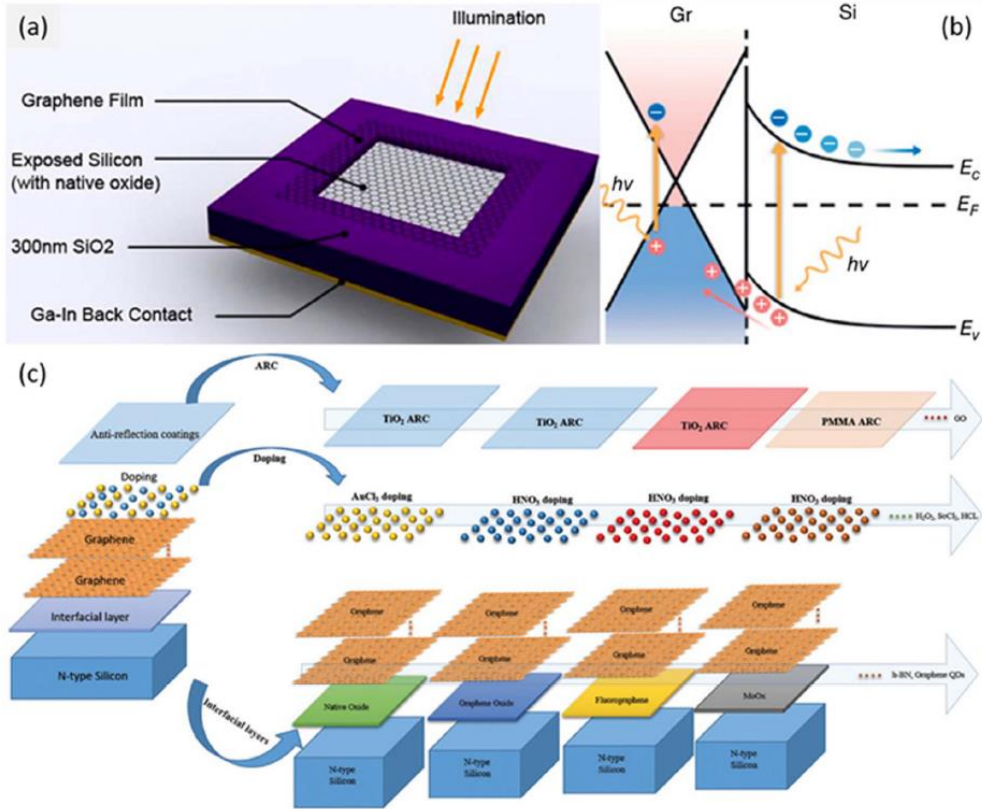 (a)
Illumination
Graphene Film
Exposed Silicon
(with native oxide)
300nm SiO2
Ga-In Back Contact
Gr
Si
(b)
hv
hv
E_c
E_F
E_v
(c)
ARC
Anti-reflection coatings
TiO₂ ARC
TiO₂ ARC
TiO₂ ARC
PMMA ARC
GO
Doping
Doping
AuCl₃ doping
HNO₃ doping
HNO₃ doping
HNO₃ doping
H₂O₂, SoCl₂, HCL
Graphene
Graphene
Interfacial layer
N-type Silicon
Interfacial layers
Graphene
Graphene
Graphene
Graphene
Graphene
Graphene
Graphene
Graphene
h-BN, Graphene QDs
Native Oxide
Graphene Oxide
Fluorographene
MoOx
N-type
Silicon
N-type
Silicon
N-type
Silicon
N-type
Silicon